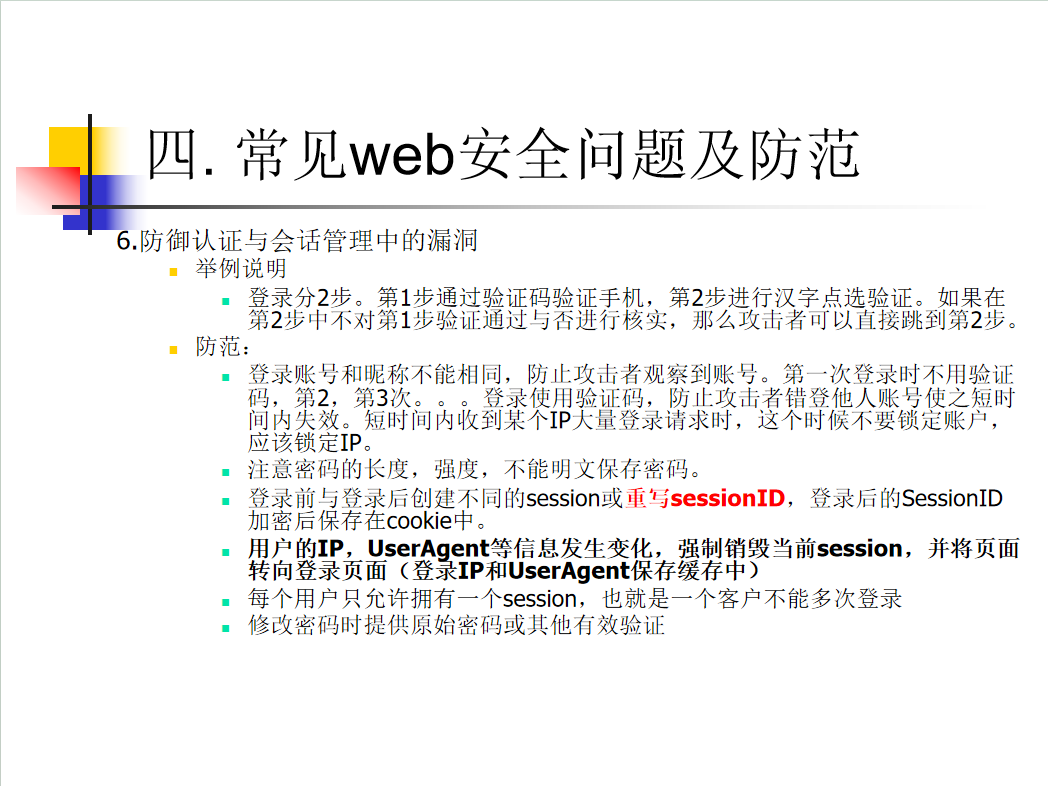 四. 常见web安全问题及防范
6.防御认证与会话管理中的漏洞
举例说明
登录分2步。第1步通过验证码验证手机，第2步进行汉字点选验证。如果在
第2步中不对第1步验证通过与否进行核实，那么攻击者可以直接跳到第2步。
防范：
登录账号和昵称不能相同，防止攻击者观察到账号。第一次登录时不用验证
码，第2，第3次。。。登录使用验证码，防止攻击者错登他人账号使之短时
间内失效。短时间内收到某个IP大量登录请求时，这个时候不要锁定账户，
应该锁定IP。
注意密码的长度，强度，不能明文保存密码。
登录前与登录后创建不同的session或重写sessionID，登录后的SessionID
加密后保存在cookie中。
用户的IP，UserAgent等信息发生变化，强制销毁当前session，并将页面
转向登录页面（登录IP和UserAgent保存缓存中）
每个用户只允许拥有一个session，也就是一个客户不能多次登录
修改密码时提供原始密码或其他有效验证